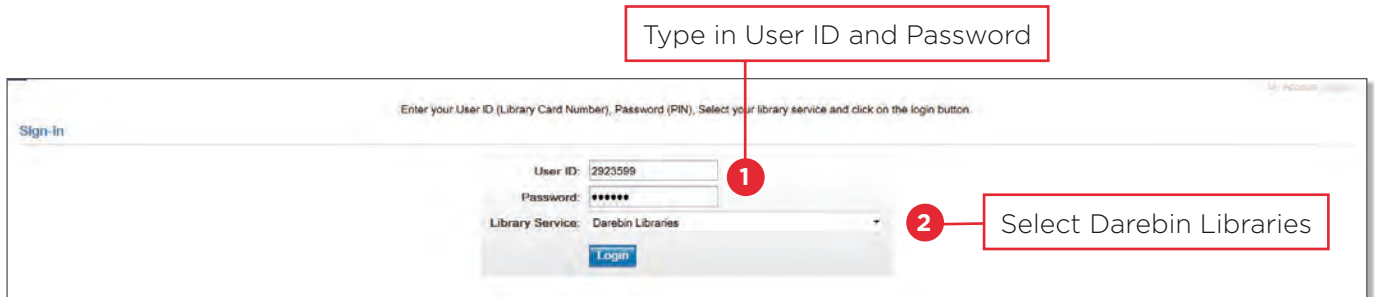 Type in User ID and Password
My Account
Enter your User ID (Library Card Number), Password (PIN), Select your library service and click on the login button.
Sign-in
User ID: 2923599
1
Password: ••••••
Library Service: Darebin Libraries
2
Select Darebin Libraries
Login